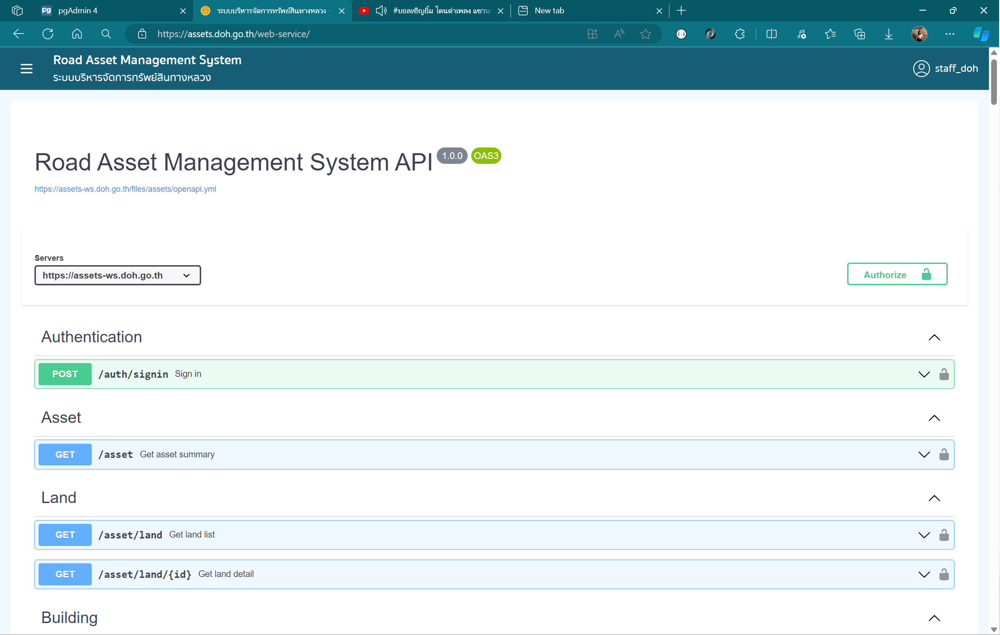 pgAdmin 4
ระบบบริหารจัดการทรัพย์สินทางหลวง -
#บอลเชิญยิ้ม โดนด่าเพลง แขวน
New tab
https://assets.doh.go.th/web-service/
Road Asset Management System
ระบบบริหารจัดการทรัพย์สินทางหลวง
staff_doh
Road Asset Management System API
1.0.0
OAS3
https://assets-ws.doh.go.th/files/assets/openapi.yml
Servers
https://assets-ws.doh.go.th
Authorize
Authentication
POST /auth/signin Sign in
Asset
GET /asset Get asset summary
Land
GET /asset/land Get land list
GET /asset/land/{id} Get land detail
Building